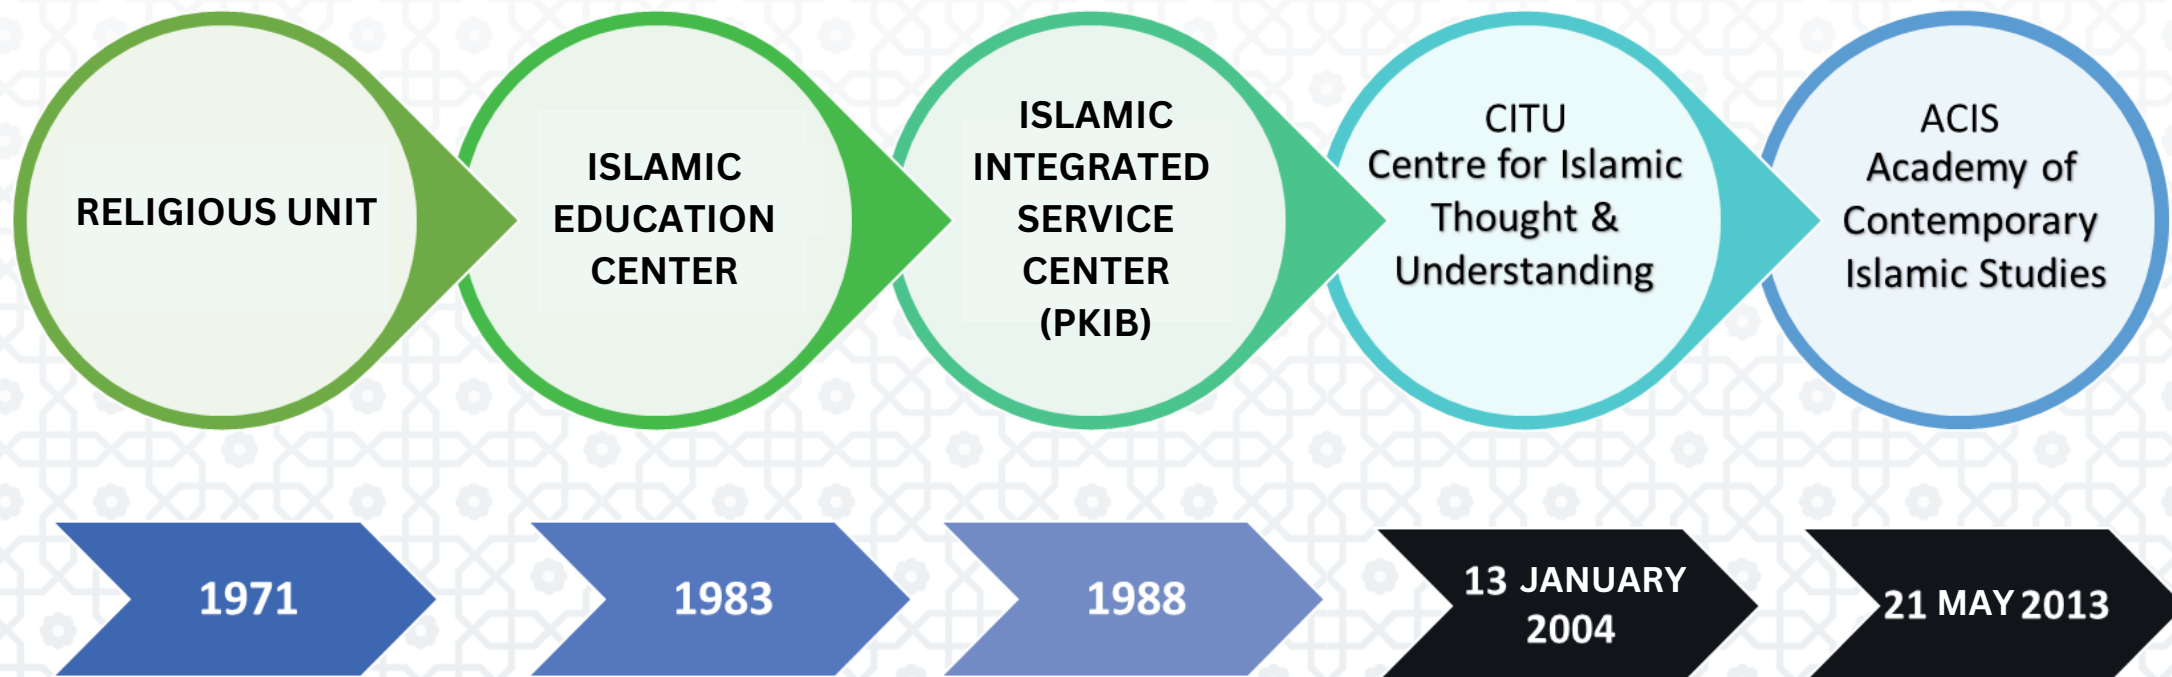 RELIGIOUS UNIT
ISLAMIC
EDUCATION
CENTER
ISLAMIC
INTEGRATED
SERVICE
CENTER
(PKIB)
CITU
Centre for Islamic
Thought &
Understanding
ACIS
Academy of
Contemporary
Islamic Studies
1971
1983
1988
13 JANUARY
2004
21 MAY 2013